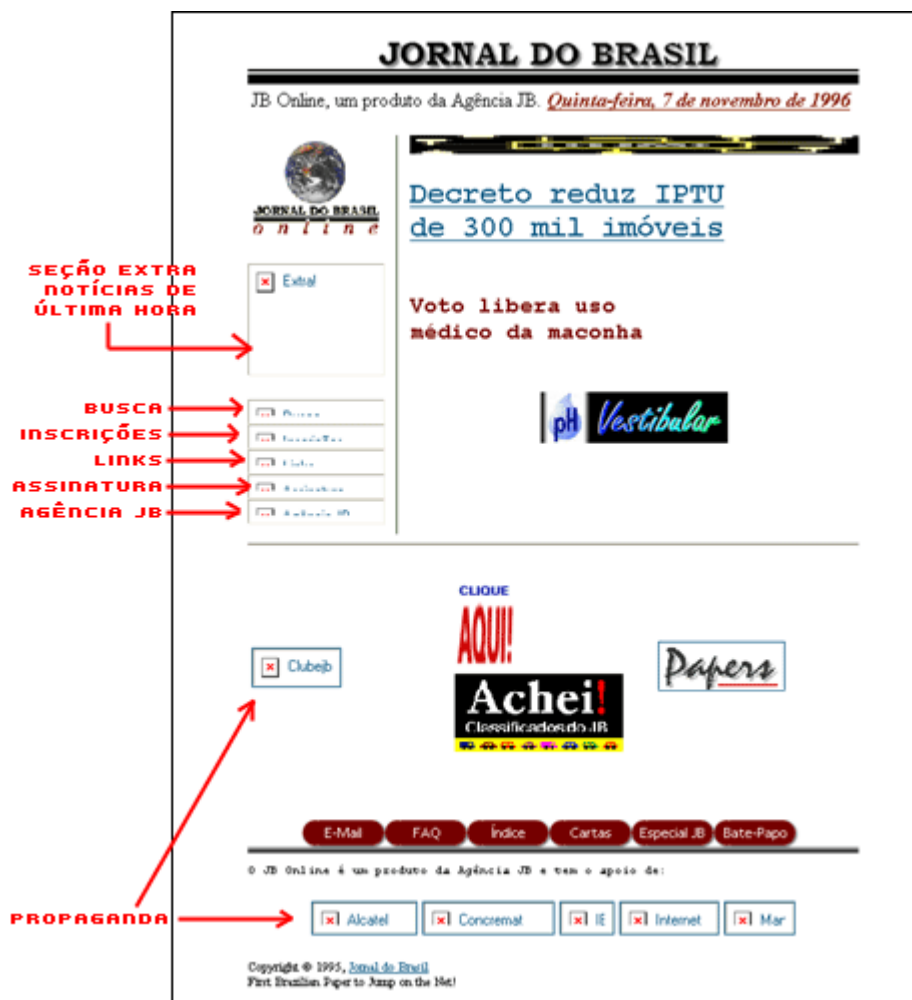 JORNAL DO BRASIL
JB Online, um produto da Agência JB. Quinta-feira, 7 de novembro de 1996
JORNAL DO BRASIL
online
Decreto reduz IPTU
de 300 mil imóveis
SEÇÃO EXTRA
NOTÍCIAS DE
ÚLTIMA HORA
Extra!
Voto libera uso
médico da maconha
BUSCA
INSCRIÇÕES
LINKS
ASSINATURA
AGÊNCIA JB
pH Vestibular
CLIQUE
AQUI!
Clubejb
Achei!
Classificados do JB
Papers
E-Mail FAQ Índice Cartas Especial JB Bate-Papo
O JB Online é um produto da Agência JB e tem o apoio de:
PROPAGANDA
Alcatel Concremat IE Internet Mar
Copyright © 1995, Jornal do Brasil
First Brazilian Paper to Jump on the Net!